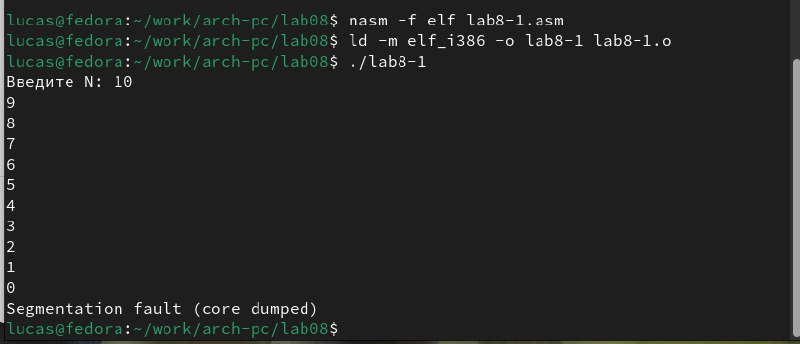 lucas@fedora:~/work/arch-pc/lab08$ nasm -f elf lab8-1.asm
lucas@fedora:~/work/arch-pc/lab08$ ld -m elf_i386 -o lab8-1 lab8-1.o
lucas@fedora:~/work/arch-pc/lab08$ ./lab8-1
Введите N: 10
9
8
7
6
5
4
3
2
1
0
Segmentation fault (core dumped)
lucas@fedora:~/work/arch-pc/lab08$